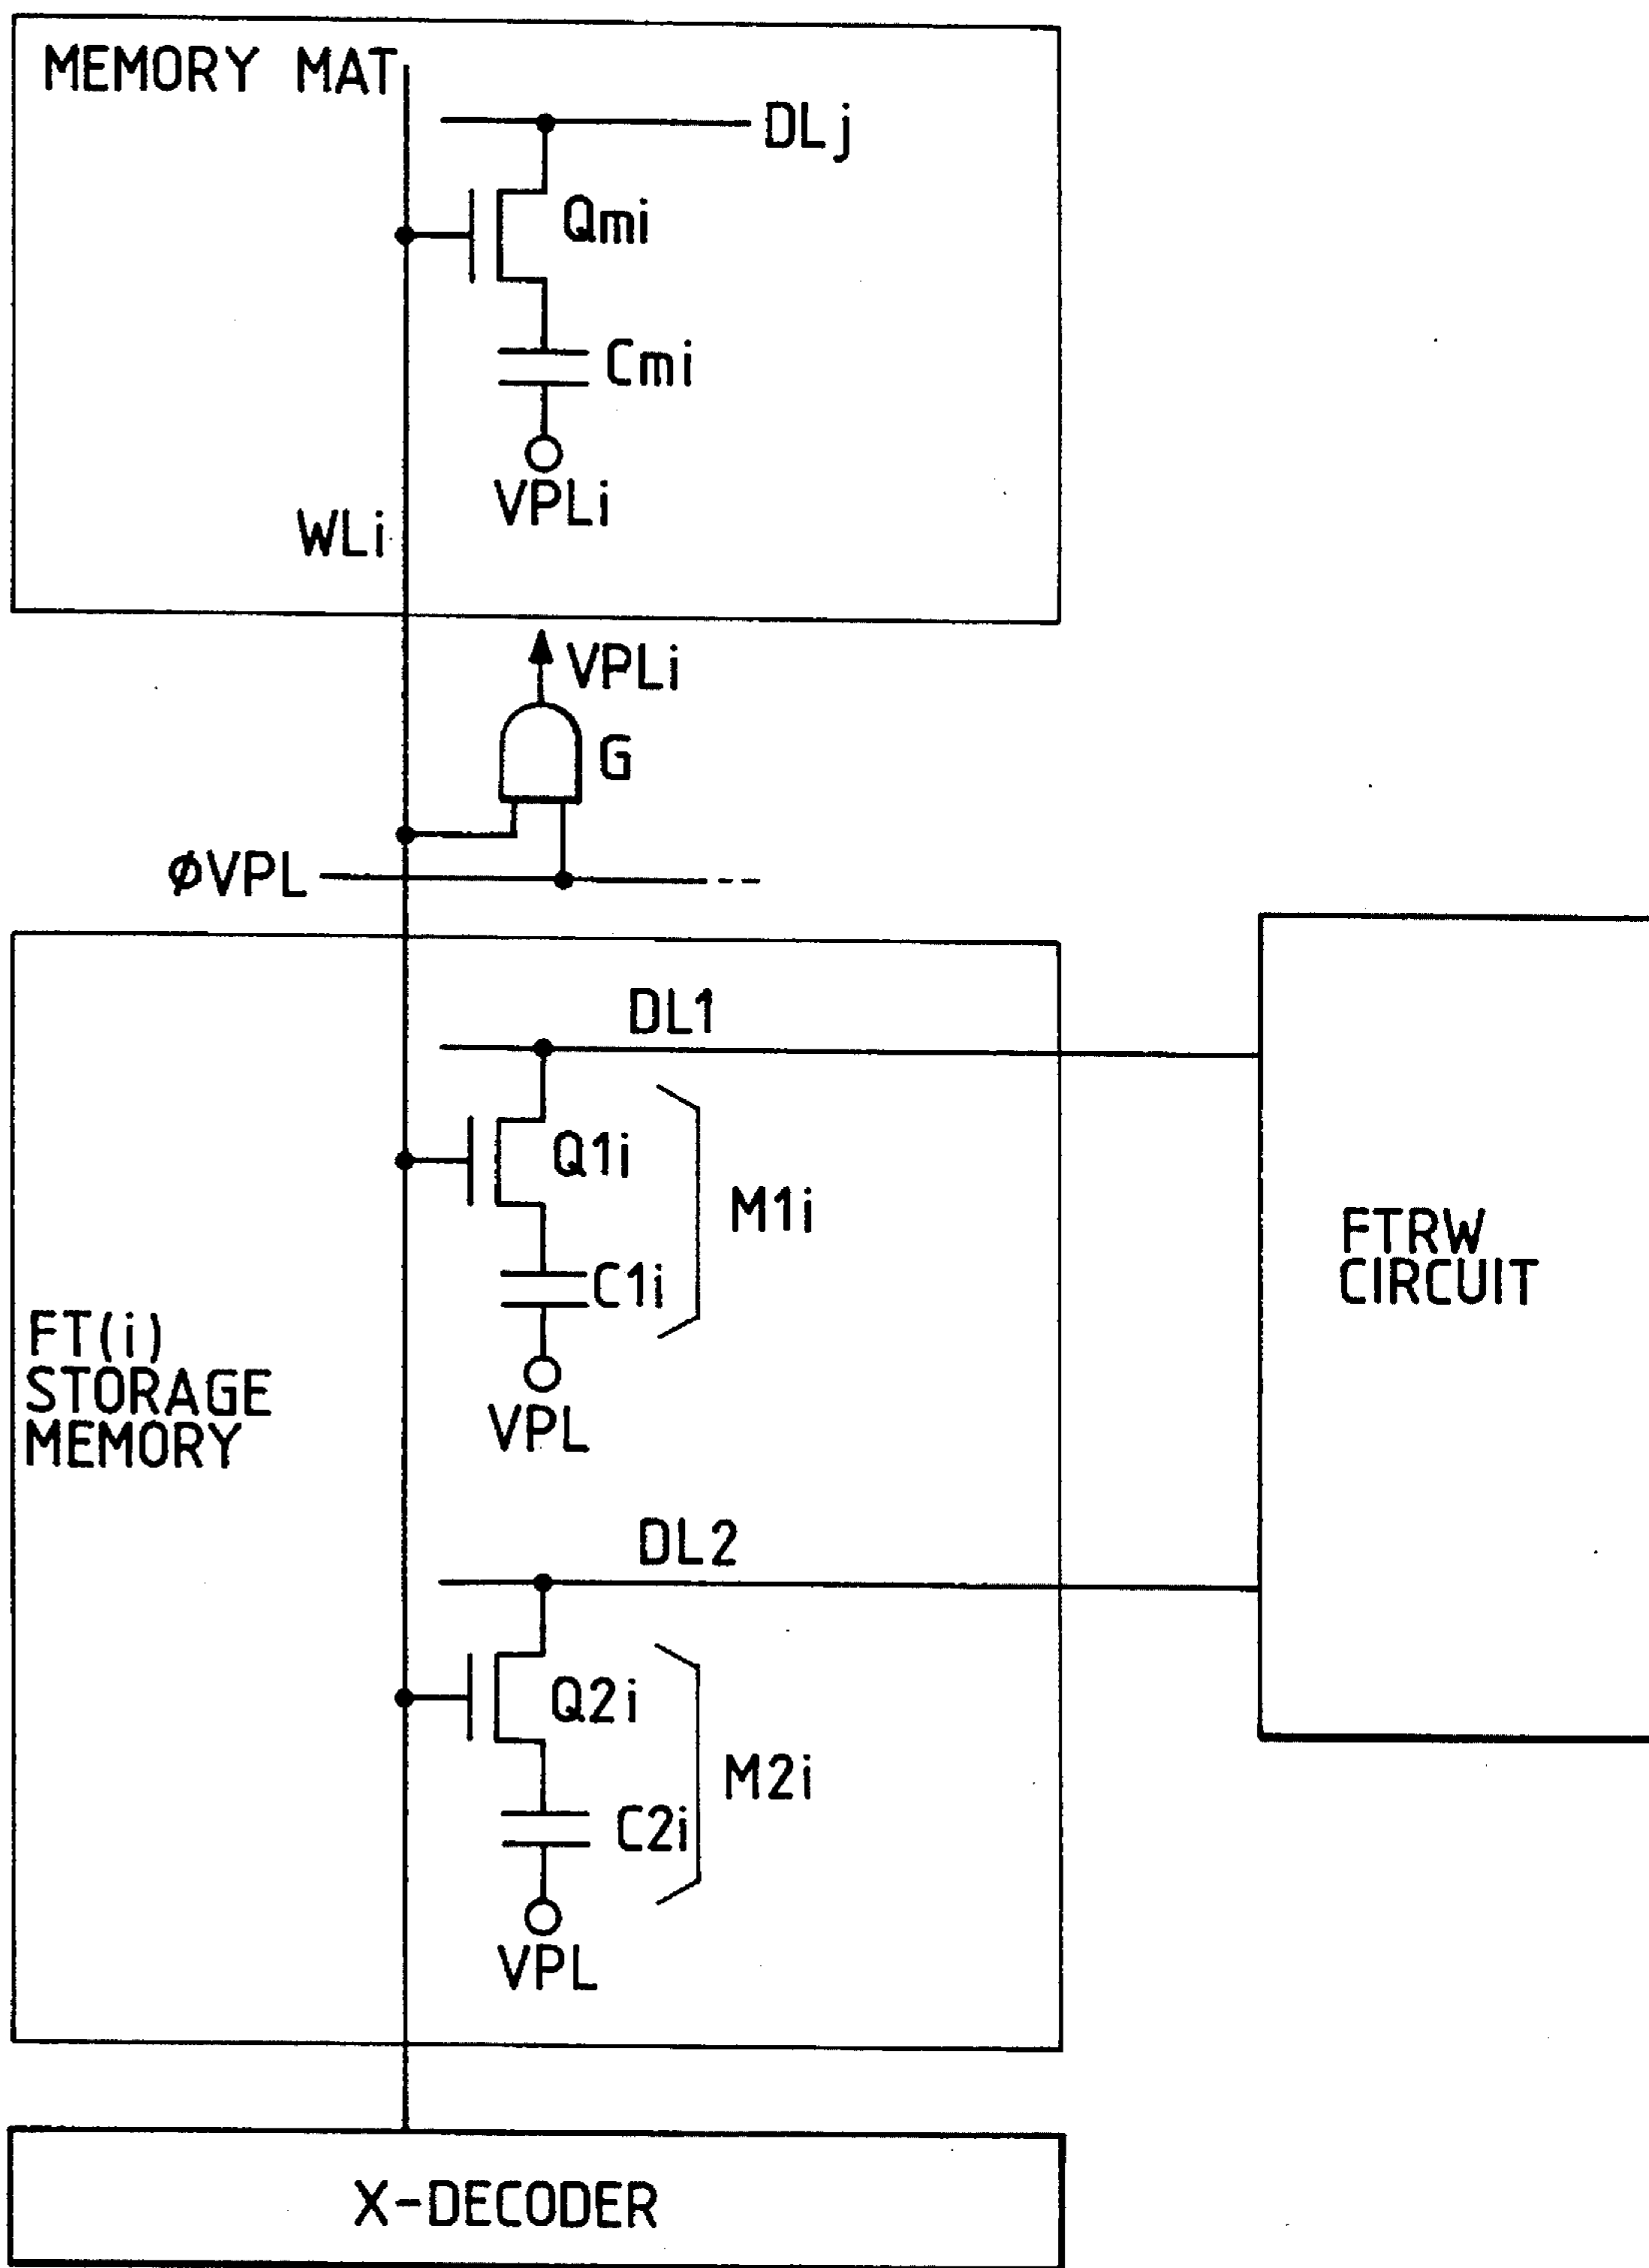 MEMORY MAT
DLj
Qmi
Cmi
VPLi
WLi
VPLi
G
φVPL
DL1
Q1i
M1i
C1i
VPL
FT(i)
STORAGE
MEMORY
FTRW
CIRCUIT
DL2
Q2i
M2i
C2i
VPL
X-DECODER